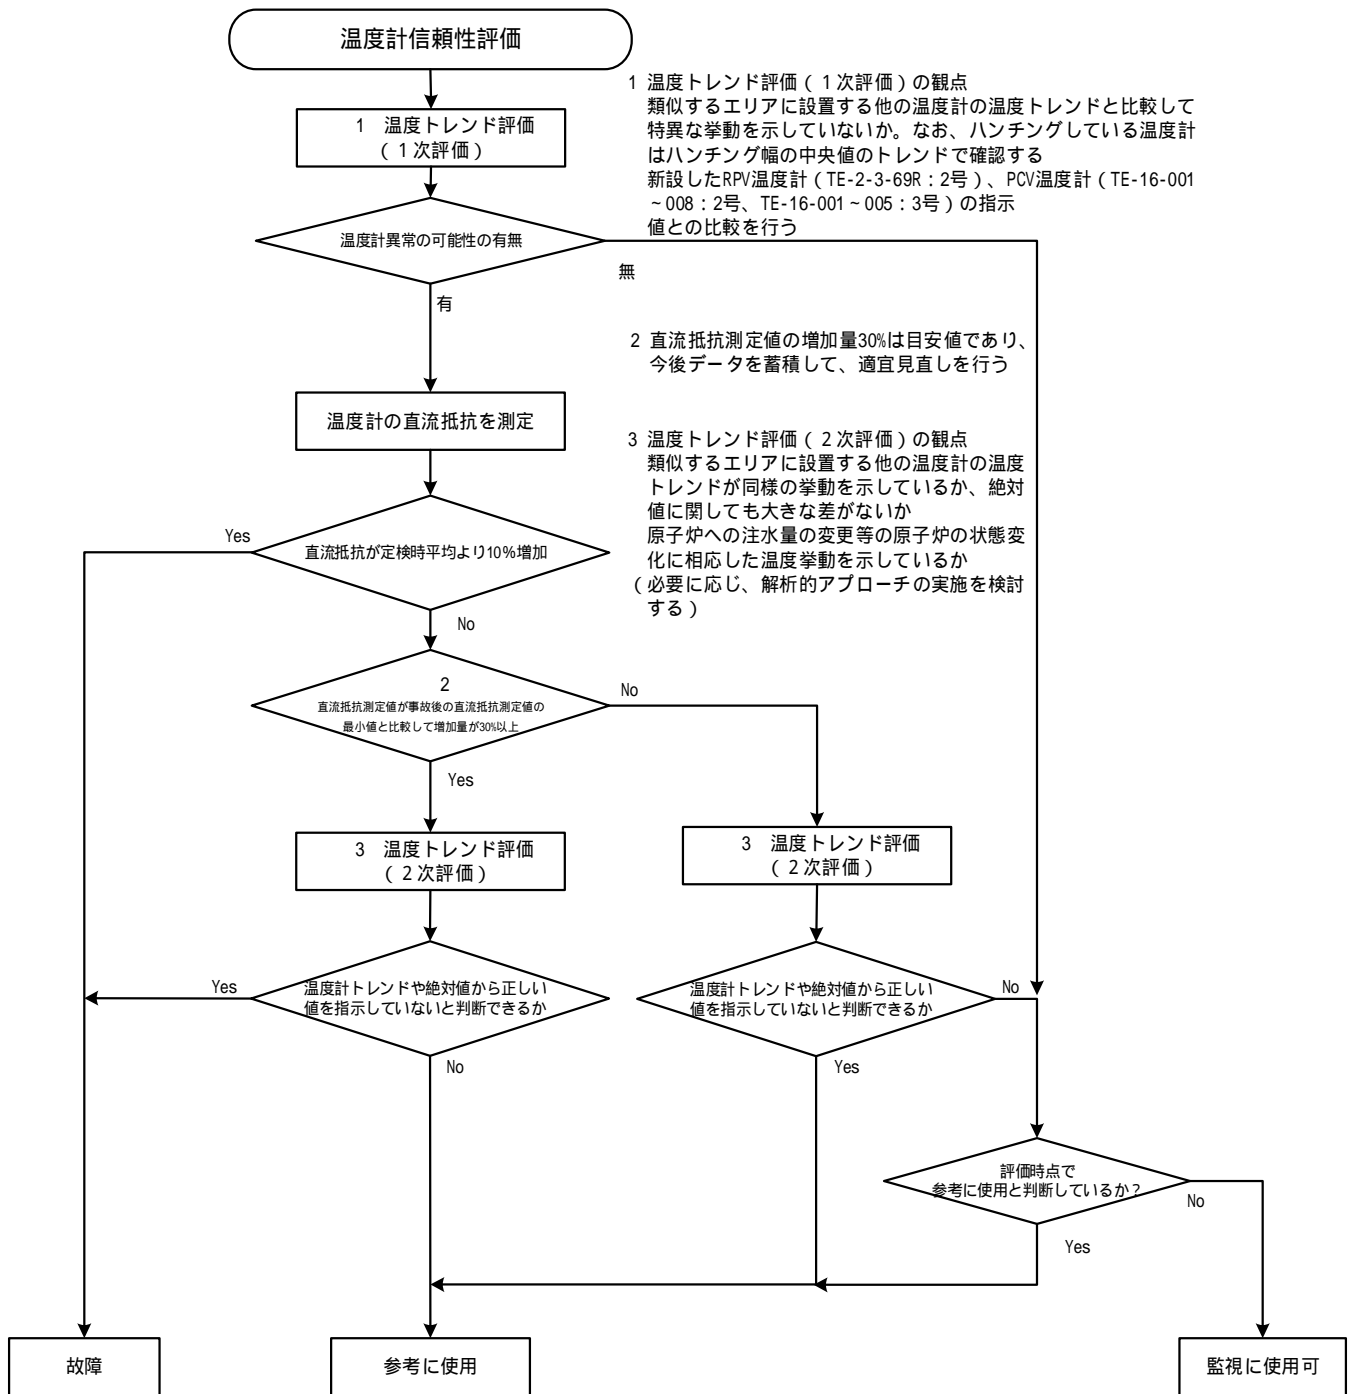 温度計信頼性評価
1 温度トレンド評価
(1次評価)
1 温度トレンド評価(1次評価)の観点
類似するエリアに設置する他の温度計の温度トレンドと比較して
特異な挙動を示していないか。なお、ハンチングしている温度計
はハンチング幅の中央値のトレンドで確認する
新設したRPV温度計(TE-2-3-69R:2号)、PCV温度計(TE-16-001
~008:2号、TE-16-001~005:3号)の指示
値との比較を行う
温度計異常の可能性の有無
無
有
2 直流抵抗測定値の増加量30%は目安値であり、
今後データを蓄積して、適宜見直しを行う
温度計の直流抵抗を測定
3 温度トレンド評価(2次評価)の観点
類似するエリアに設置する他の温度計の温度
トレンドが同様の挙動を示しているか、絶対
値に関しても大きな差がないか
原子炉への注水量の変更等の原子炉の状態変
化に相応した温度挙動を示しているか
(必要に応じ、解析的アプローチの実施を検討
する)
Yes
直流抵抗が定検時平均より10%増加
No
2
直流抵抗測定値が事故後の直流抵抗測定値の
最小値と比較して増加量が30%以上
No
Yes
3 温度トレンド評価
(2次評価)
3 温度トレンド評価
(2次評価)
Yes
温度計トレンドや絶対値から正しい
値を指示していないと判断できるか
No
温度計トレンドや絶対値から正しい
値を指示していないと判断できるか
No
Yes
評価時点で
参考に使用と判断しているか?
No
Yes
故障
参考に使用
監視に使用可